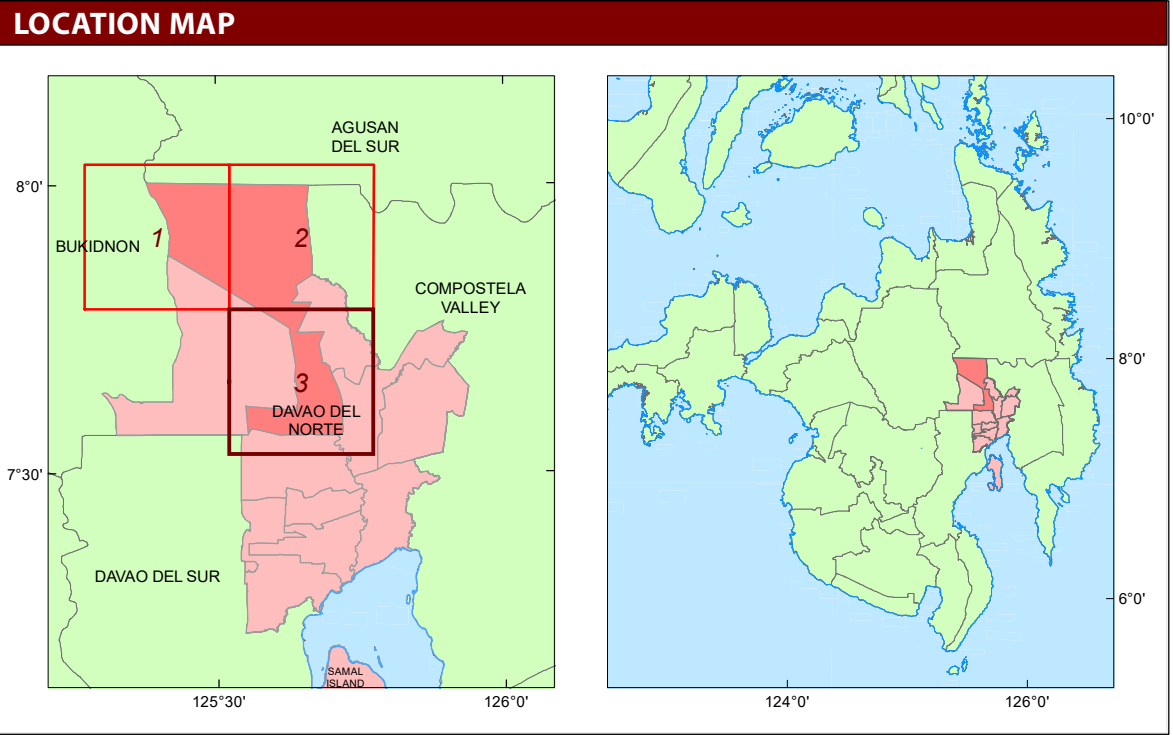 LOCATION MAP
AGUSAN
DEL SUR
8°0'
BUKIDNON
1
2
COMPOSTELA
VALLEY
3
DAVAO DEL
NORTE
7°30'
DAVAO DEL SUR
SAMAL
ISLAND
125°30'
126°0'
10°0'
8°0'
6°0'
124°0'
126°0'